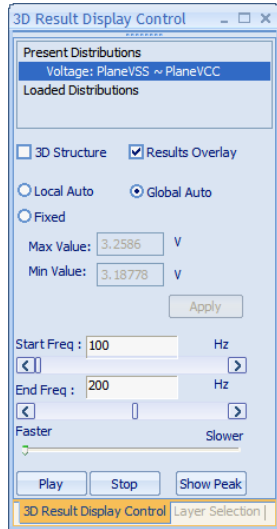 3D Result Display Control
Present Distributions
Voltage: PlaneVSS ~ PlaneVCC
Loaded Distributions
3D Structure Results Overlay
Local Auto Global Auto
Fixed
Max Value: 3.2586 V
Min Value: 3.18778 V
Apply
Start Freq : 100 Hz
End Freq : 200 Hz
Faster Slower
Play Stop Show Peak
3D Result Display Control Layer Selection